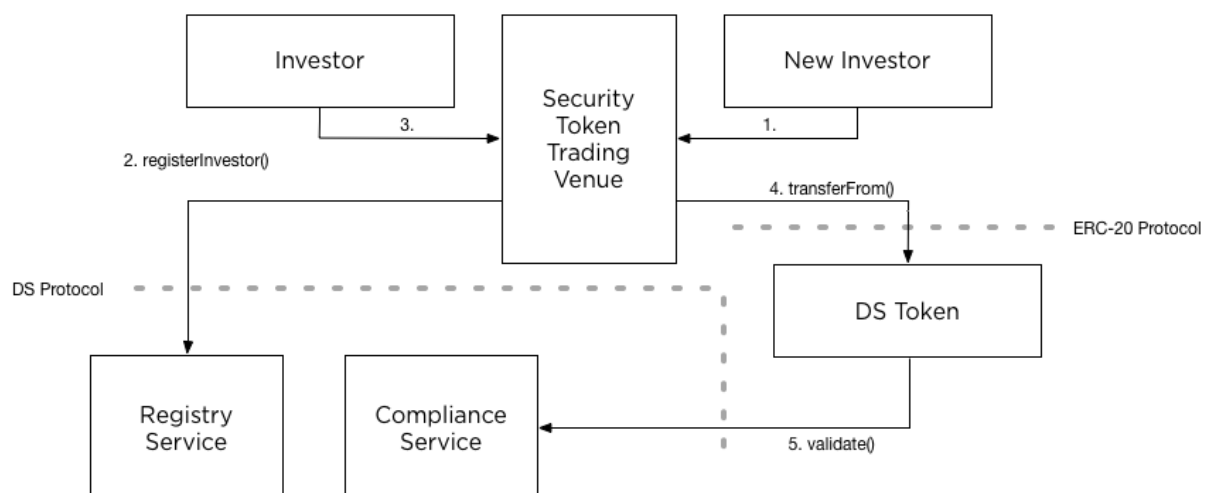 Investor
Security
Token
Trading
Venue
New Investor
3.
1.
2. registerInvestor()
4. transferFrom()
ERC-20 Protocol
DS Protocol
DS Token
Registry
Service
Compliance
Service
5. validate()